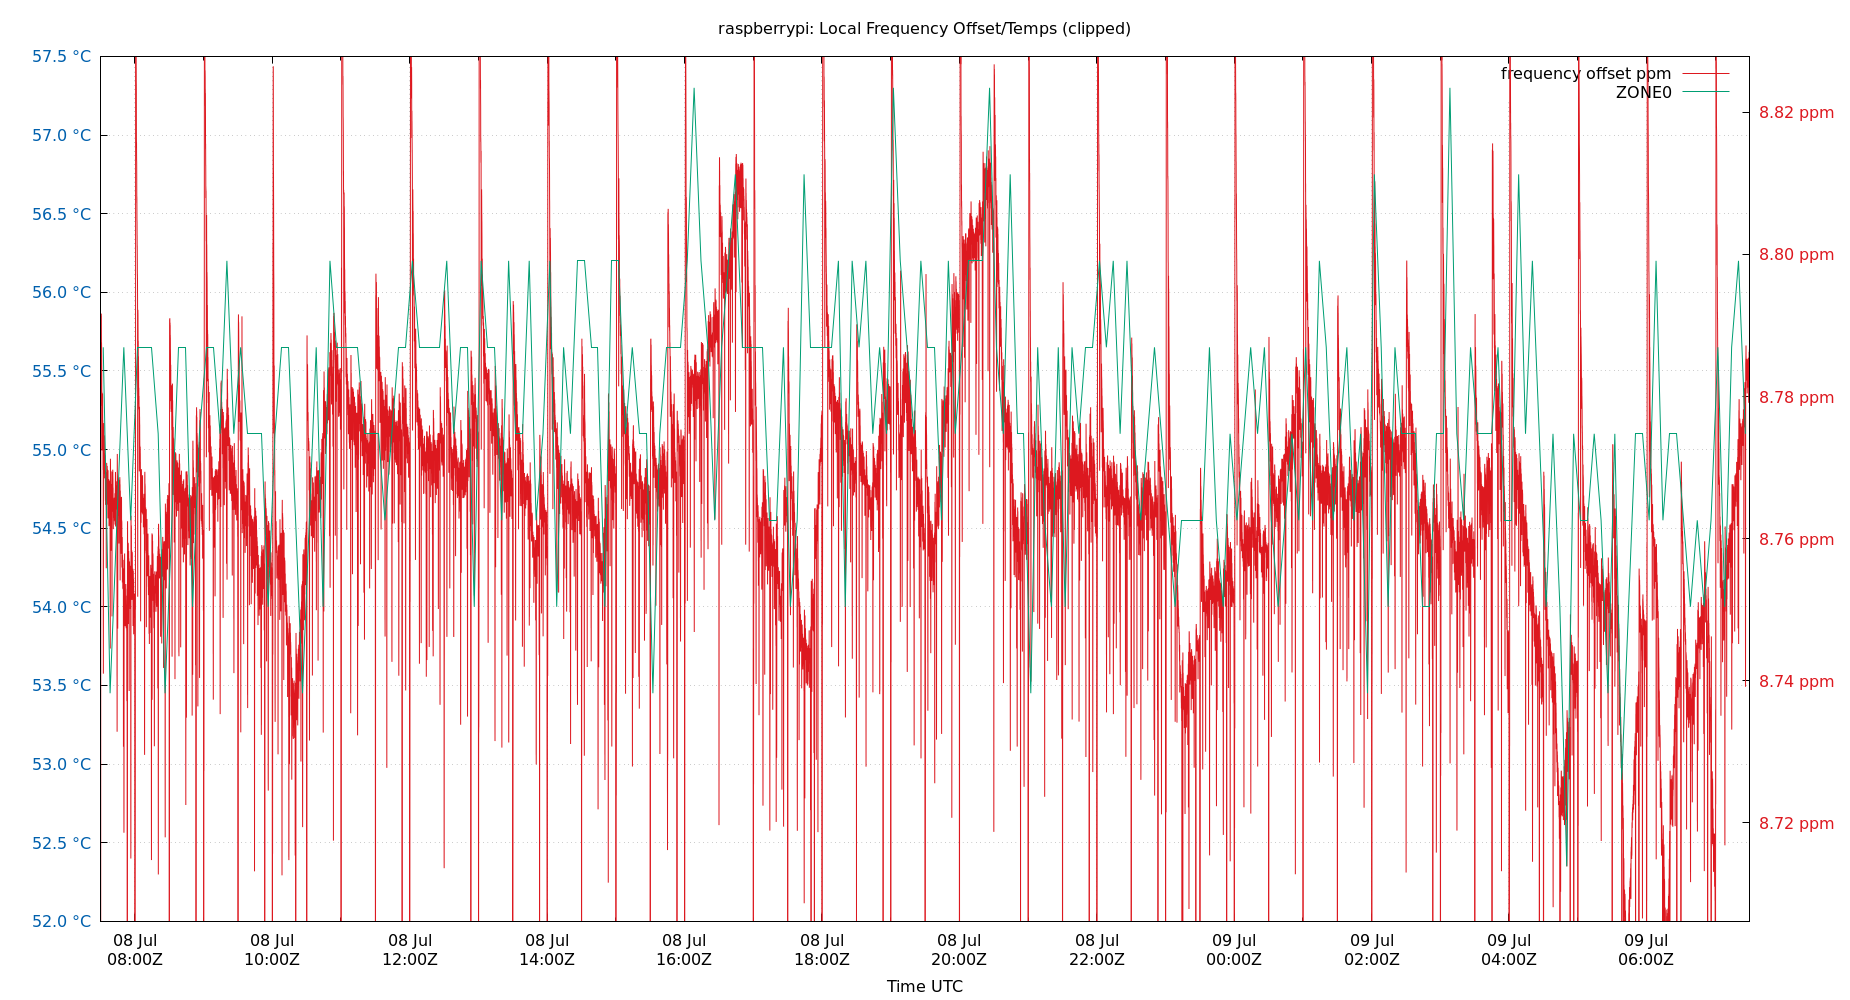 raspberrypi: Local Frequency Offset/Temps (clipped)
57.5 °C
57.0 °C
56.5 °C
56.0 °C
55.5 °C
55.0 °C
54.5 °C
54.0 °C
53.5 °C
53.0 °C
52.5 °C
52.0 °C
frequency offset ppm
ZONE0
8.82 ppm
8.80 ppm
8.78 ppm
8.76 ppm
8.74 ppm
8.72 ppm
08 Jul 08 Jul 08 Jul 08 Jul 08 Jul 08 Jul 08 Jul 08 Jul 09 Jul 09 Jul 09 Jul 09 Jul
08:00Z 10:00Z 12:00Z 14:00Z 16:00Z 18:00Z 20:00Z 22:00Z 00:00Z 02:00Z 04:00Z 06:00Z
Time UTC